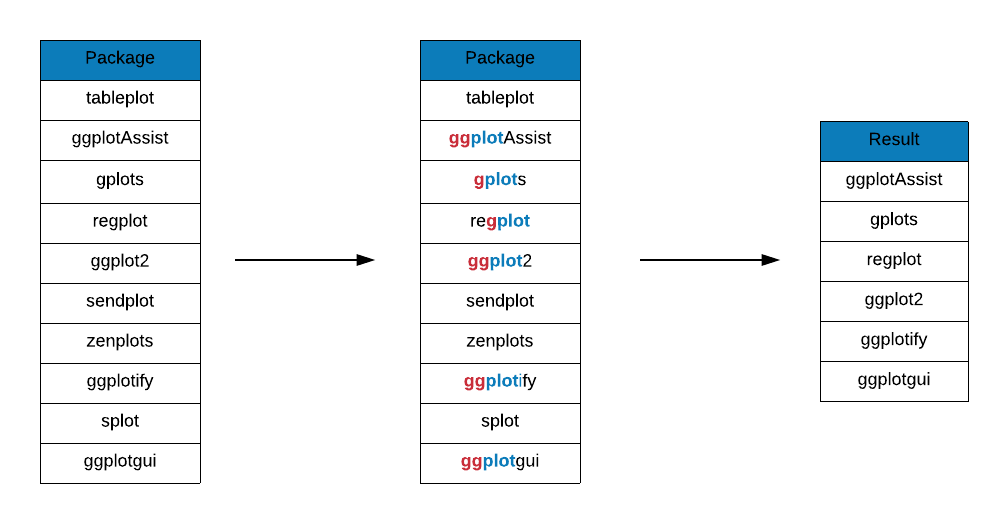 Package
tableplot
ggplotAssist
gplots
regplot
ggplot2
sendplot
zenplots
ggplotify
splot
ggplotgui
Package
tableplot
ggplotAssist
gplots
regplot
ggplot2
sendplot
zenplots
ggplotify
splot
ggplotgui
Result
ggplotAssist
gplots
regplot
ggplot2
ggplotify
ggplotgui